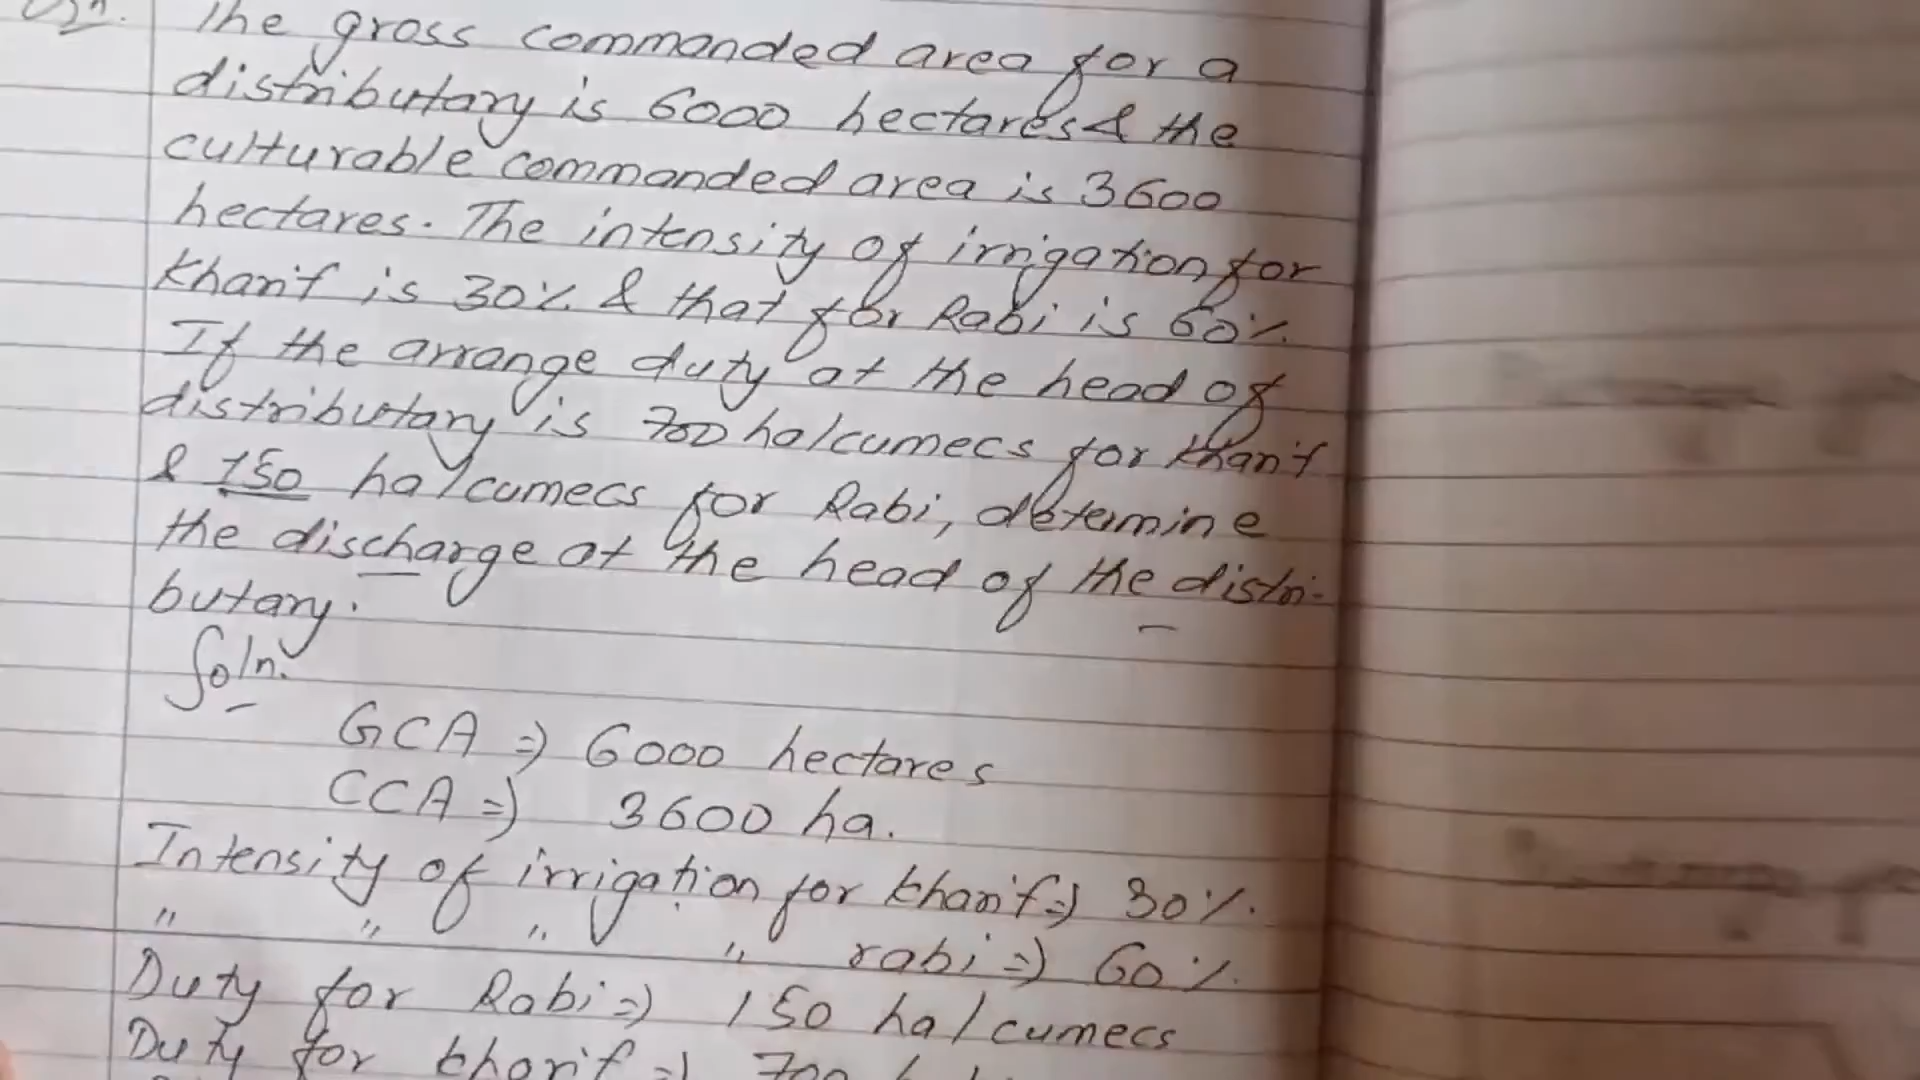 The gross commanded area for a
distributary is 6000 hectares & the
culturable commanded area is 3600
hectares. The intensity of irrigation for
Kharif is 30% & that for Rabi is 60%.
If the arrange duty at the head of
distributary is 700 ha/cumecs for Kharif
& 150 ha/cumecs for Rabi, determine
the discharge at the head of the distri-
butary.
Soln.
GCA => 6000 hectares
CCA => 3600 ha.
Intensity of irrigation for kharif => 30%.
" " " " rabi => 60%.
Duty for Rabi => 150 ha/cumecs
Duty for kharif => 700